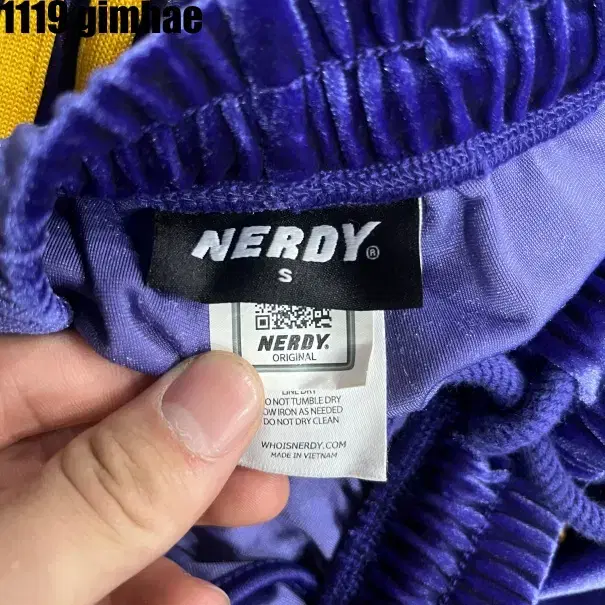 1119 gimhae
NERDY®
S
NERDY.
ORIGINAL
LINE DRY
DO NOT TUMBLE DRY
LOW IRON AS NEEDED
DO NOT DRY CLEAN
WHOISNERDY.COM
MADE IN VIETNAM